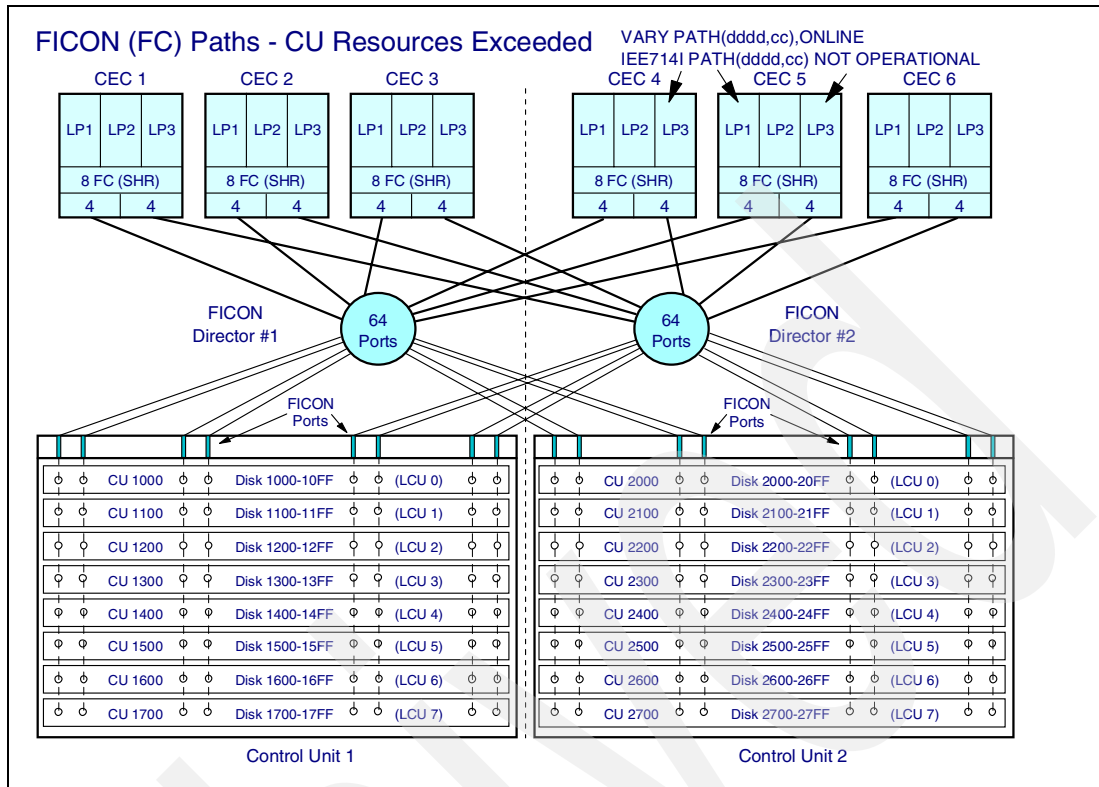 FICON (FC) Paths - CU Resources Exceeded
VARY PATH(dddd,cc),ONLINE
IEE714I PATH(dddd,cc) NOT OPERATIONAL
CEC 1 CEC 2 CEC 3 CEC 4 CEC 5 CEC 6
LP1 LP2 LP3 LP1 LP2 LP3 LP1 LP2 LP3 LP1 LP2 LP3 LP1 LP2 LP3 LP1 LP2 LP3
8 FC (SHR) 8 FC (SHR) 8 FC (SHR) 8 FC (SHR) 8 FC (SHR) 8 FC (SHR)
4 4 4 4 4 4 4 4 4 4 4 4
FICON
Director #1
64
Ports
64
Ports
FICON
Director #2
FICON
Ports
FICON
Ports
CU 1000 Disk 1000-10FF (LCU 0)
CU 1100 Disk 1100-11FF (LCU 1)
CU 1200 Disk 1200-12FF (LCU 2)
CU 1300 Disk 1300-13FF (LCU 3)
CU 1400 Disk 1400-14FF (LCU 4)
CU 1500 Disk 1500-15FF (LCU 5)
CU 1600 Disk 1600-16FF (LCU 6)
CU 1700 Disk 1700-17FF (LCU 7)
Control Unit 1
CU 2000 Disk 2000-20FF (LCU 0)
CU 2100 Disk 2100-21FF (LCU 1)
CU 2200 Disk 2200-22FF (LCU 2)
CU 2300 Disk 2300-23FF (LCU 3)
CU 2400 Disk 2400-24FF (LCU 4)
CU 2500 Disk 2500-25FF (LCU 5)
CU 2600 Disk 2600-26FF (LCU 6)
CU 2700 Disk 2700-27FF (LCU 7)
Control Unit 2